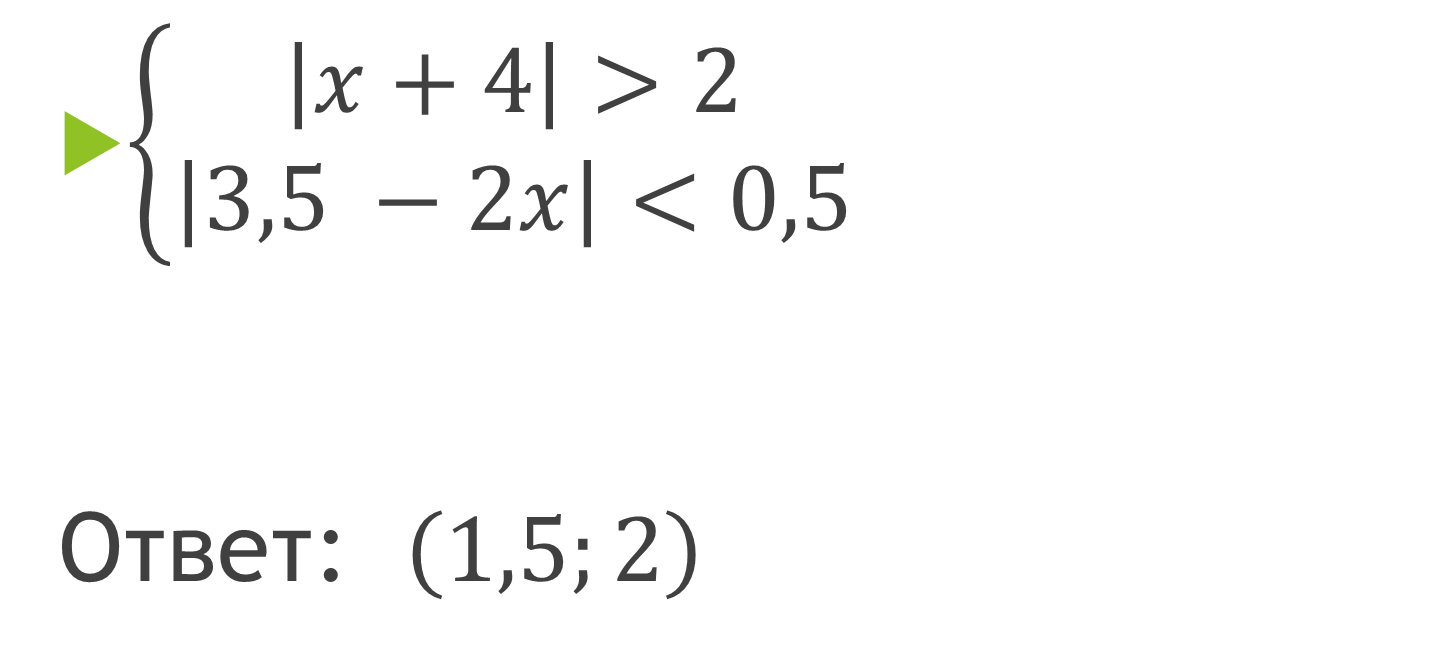 |x + 4| > 2
|3,5 − 2x| < 0,5
Ответ: (1,5; 2)